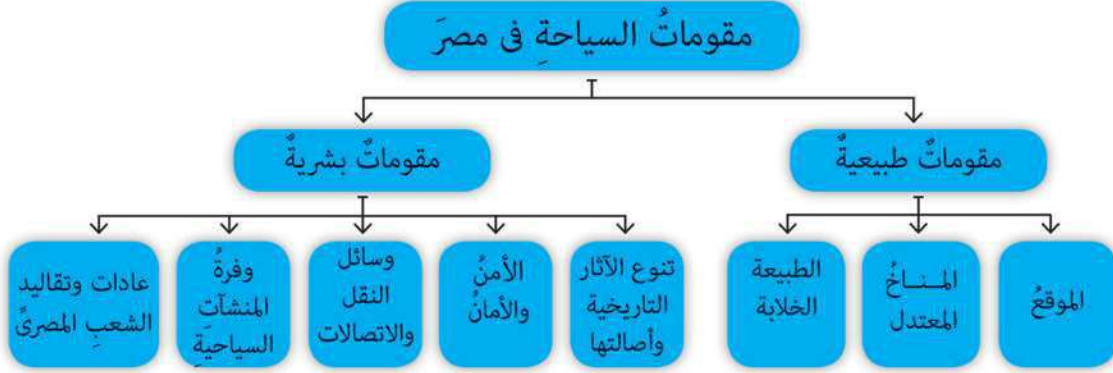 مقوماتُ السياحةِ فى مصرَ
مقوماتٌ طبيعيةٌ
مقوماتٌ بشريةٌ
الموقعُ
المـنـاخُ
المعتدل
الطبيعة
الخلابة
تنوع الآثار
التاريخية
وأصالتها
الأمنُ
والأمانُ
وسائل
النقل
والاتصالات
وفرةُ
المنشآت
السياحيةِ
عادات وتقاليد
الشعبِ المصرىِّ